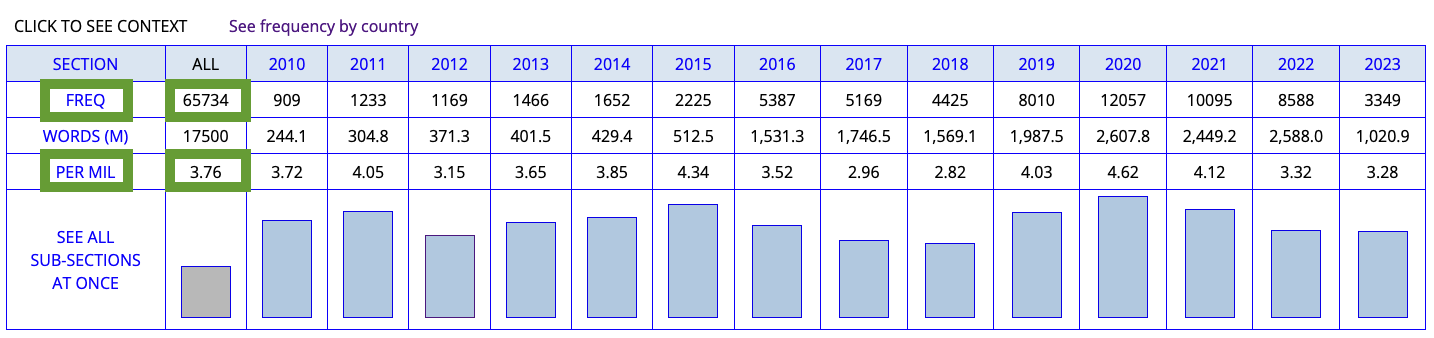 CLICK TO SEE CONTEXT See frequency by country
SECTION ALL 2010 2011 2012 2013 2014 2015 2016 2017 2018 2019 2020 2021 2022 2023
FREQ 65734 909 1233 1169 1466 1652 2225 5387 5169 4425 8010 12057 10095 8588 3349
WORDS (M) 17500 244.1 304.8 371.3 401.5 429.4 512.5 1,531.3 1,746.5 1,569.1 1,987.5 2,607.8 2,449.2 2,588.0 1,020.9
PER MIL 3.76 3.72 4.05 3.15 3.65 3.85 4.34 3.52 2.96 2.82 4.03 4.62 4.12 3.32 3.28
SEE ALL
SUB-SECTIONS
AT ONCE